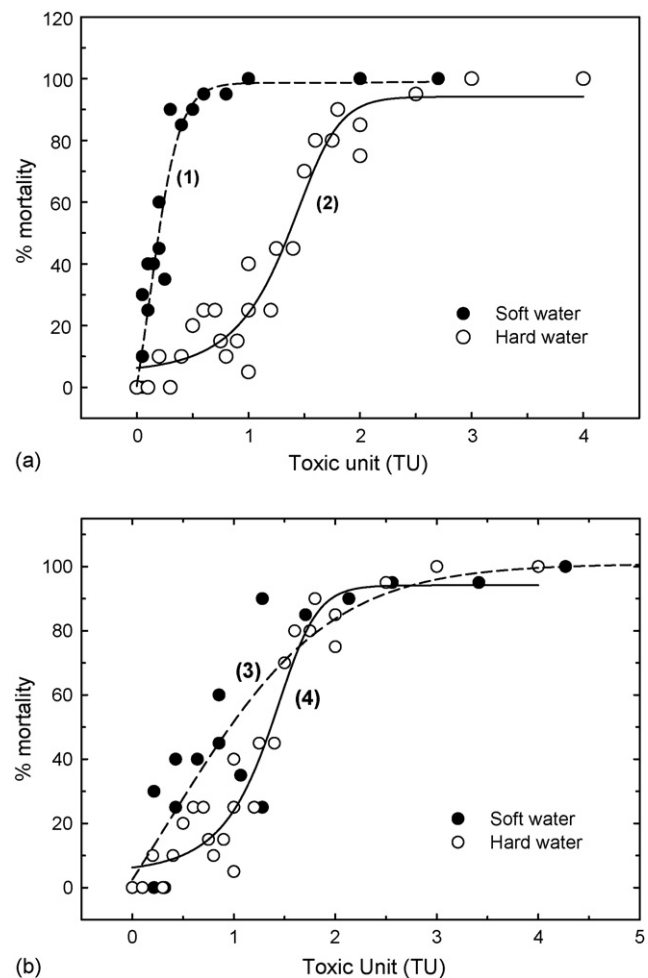 120
100
80
60
40
20
0
% mortality
(1)
(2)
Soft water
Hard water
0 1 2 3 4
Toxic unit (TU)
(a)
100
80
60
40
20
0
% mortality
(3)
(4)
Soft water
Hard water
0 1 2 3 4 5
Toxic Unit (TU)
(b)